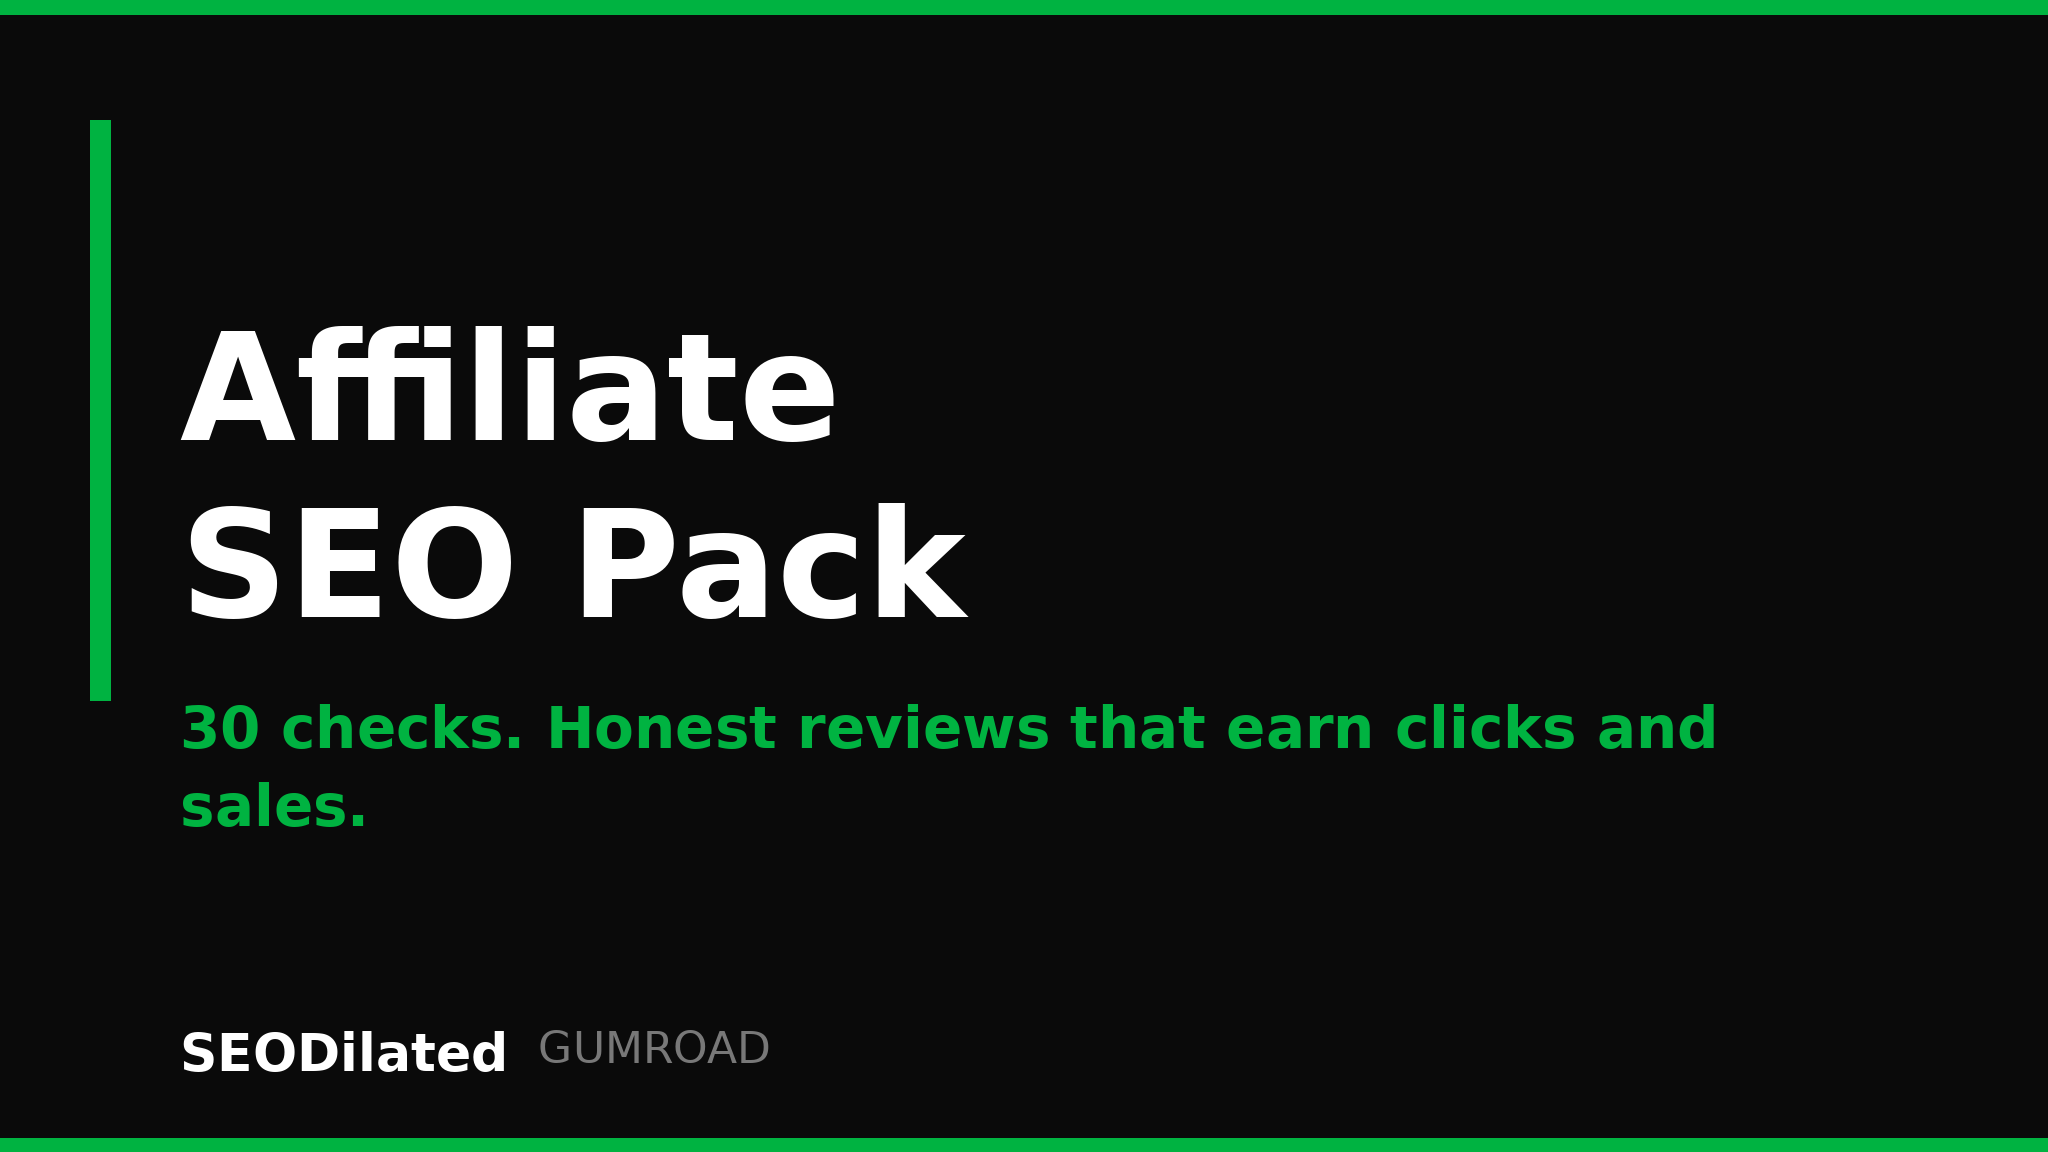 Affiliate
SEO Pack
30 checks. Honest reviews that earn clicks and
sales.
SEODilated GUMROAD